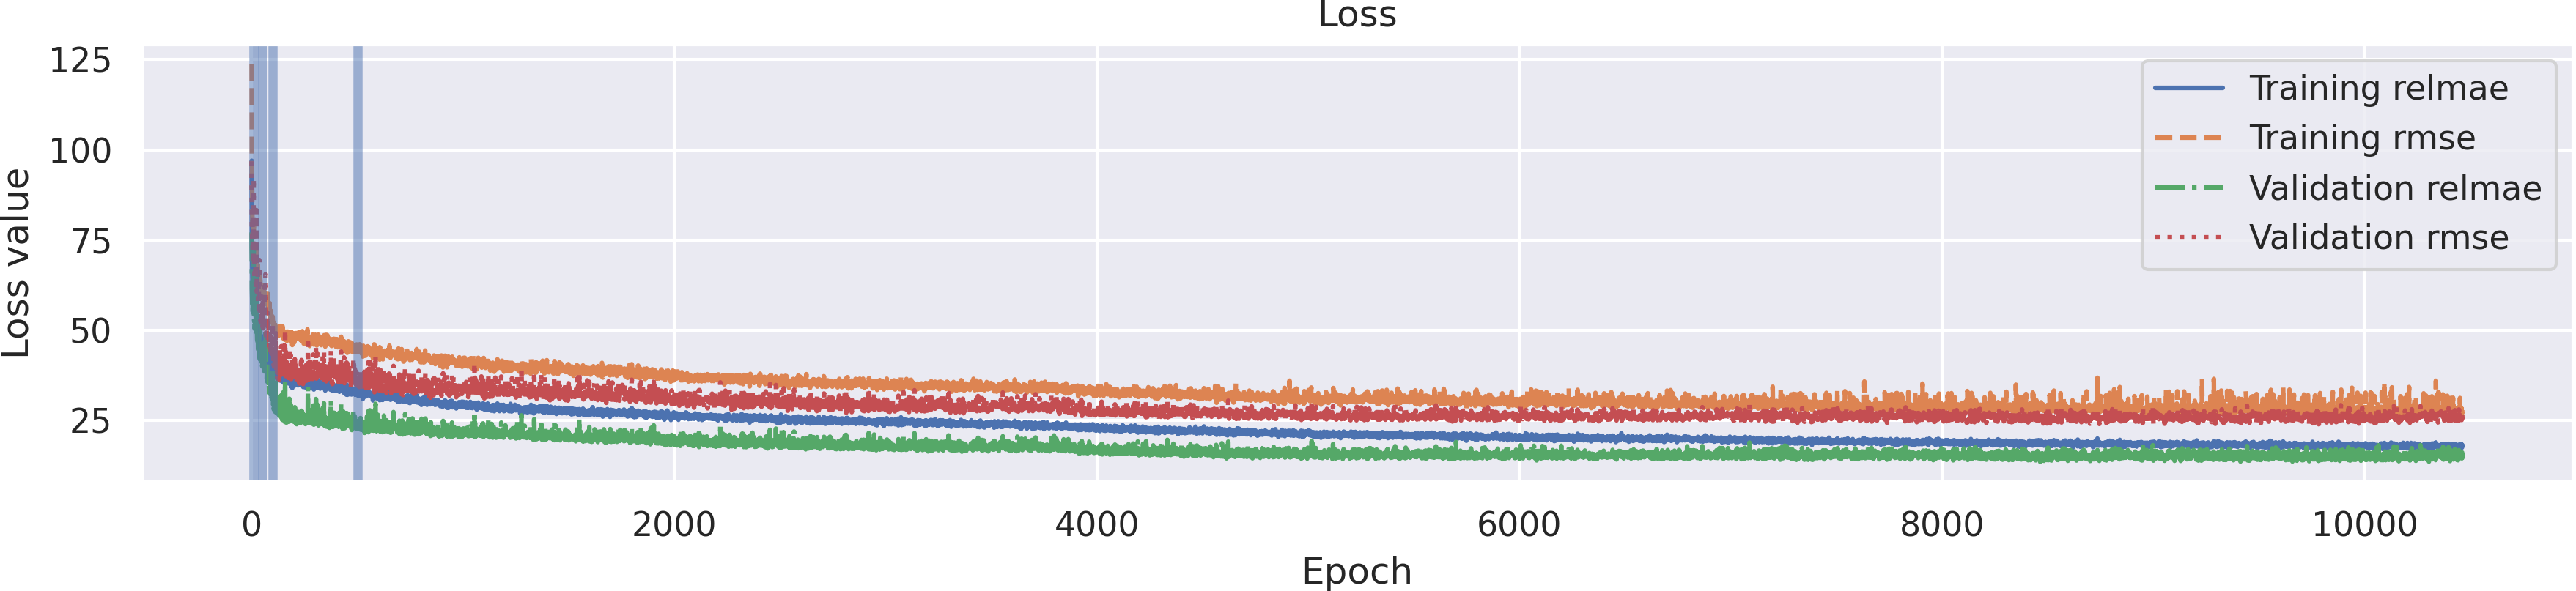 Loss
125
100
75
50
25
Loss value
Training relmae
Training rmse
Validation relmae
Validation rmse
0
2000
4000
6000
8000
10000
Epoch